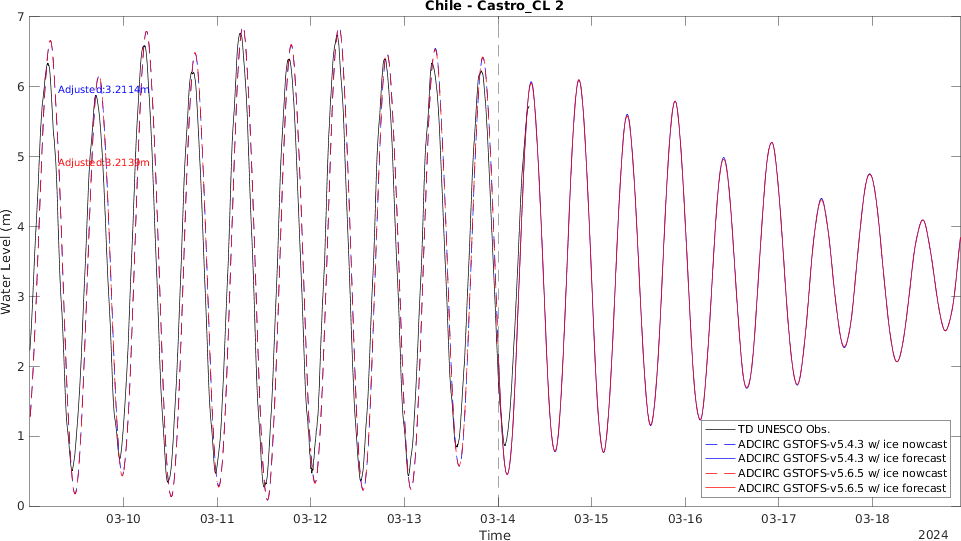 Chile - Castro_CL 2
7
6
5
4
3
2
1
0
Water Level (m)
Adjusted:3.2114m
Adjusted:3.2139m
TD UNESCO Obs.
ADCIRC GSTOFS-v5.4.3 w/ ice nowcast
ADCIRC GSTOFS-v5.4.3 w/ ice forecast
ADCIRC GSTOFS-v5.6.5 w/ ice nowcast
ADCIRC GSTOFS-v5.6.5 w/ ice forecast
03-10 03-11 03-12 03-13 03-14 03-15 03-16 03-17 03-18
Time
2024